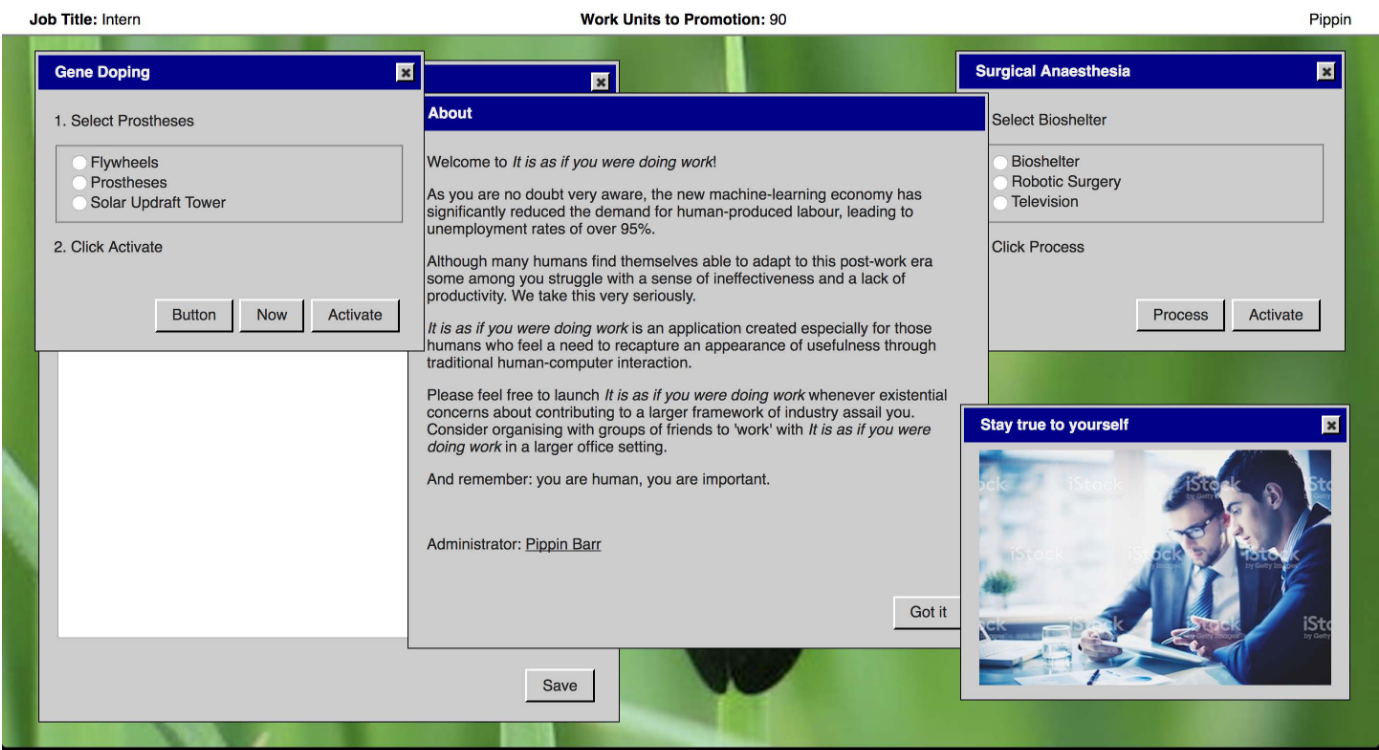 Job Title: Intern
Work Units to Promotion: 90
Pippin
Gene Doping
1. Select Prostheses
Flywheels
Prostheses
Solar Updraft Tower
2. Click Activate
Button
Now
Activate
Save
About
Welcome to It is as if you were doing work!
As you are no doubt very aware, the new machine-learning economy has
significantly reduced the demand for human-produced labour, leading to
unemployment rates of over 95%.
Although many humans find themselves able to adapt to this post-work era
some among you struggle with a sense of ineffectiveness and a lack of
productivity. We take this very seriously.
It is as if you were doing work is an application created especially for those
humans who feel a need to recapture an appearance of usefulness through
traditional human-computer interaction.
Please feel free to launch It is as if you were doing work whenever existential
concerns about contributing to a larger framework of industry assail you.
Consider organising with groups of friends to 'work' with It is as if you were
doing work in a larger office setting.
And remember: you are human, you are important.
Administrator: Pippin Barr
Got it
Surgical Anaesthesia
Select Bioshelter
Bioshelter
Robotic Surgery
Television
Click Process
Process
Activate
Stay true to yourself
iStock
iStock
by Getty Images
iStock
iStock
iStock
by Getty Images
iStock
iStock